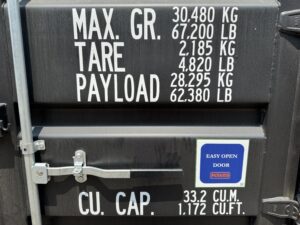 MAX. GR. 30.480 KG
67.200 LB
TARE 2.185 KG
4.820 LB
PAYLOAD 28.295 KG
62.380 LB
EASY OPEN
DOOR
CU. CAP. 33.2 CU.M.
1.172 CU.FT.